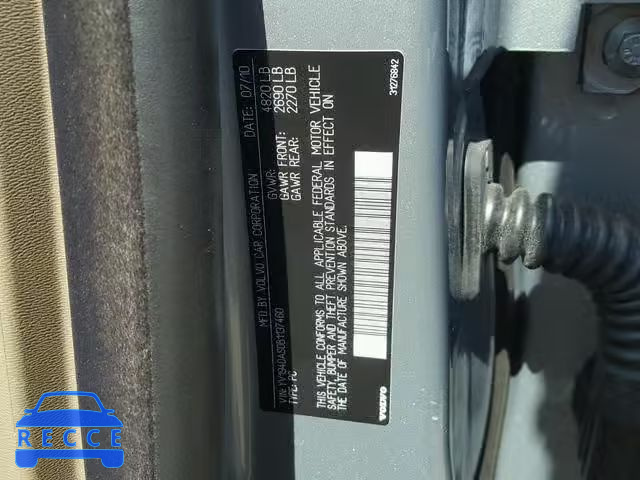 MFD. BY VOLVO CAR CORPORATION DATE: 07/10
GVWR: 4820 LB
GAWR FRONT: 2690 LB
GAWR REAR: 2270 LB
TYPE: PC
THIS VEHICLE CONFORMS TO ALL APPLICABLE FEDERAL MOTOR VEHICLE
SAFETY, BUMPER AND THEFT PREVENTION STANDARDS IN EFFECT ON
THE DATE OF MANUFACTURE SHOWN ABOVE.
VOLVO
31276842
RECCE